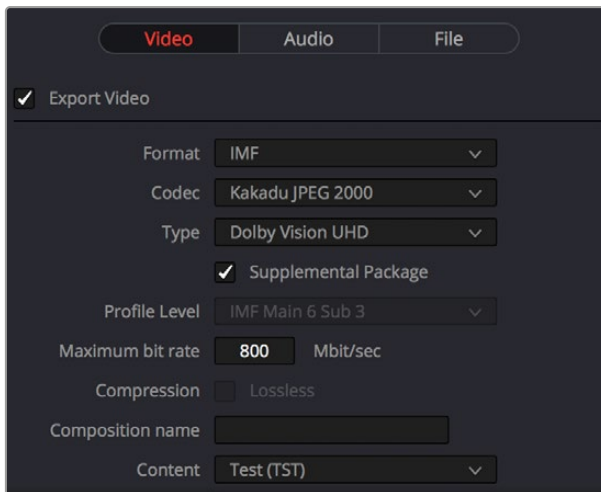 Video Audio File
Export Video
Format IMF
Codec Kakadu JPEG 2000
Type Dolby Vision UHD
Supplemental Package
Profile Level IMF Main 6 Sub 3
Maximum bit rate 800 Mbit/sec
Compression Lossless
Composition name
Content Test (TST)